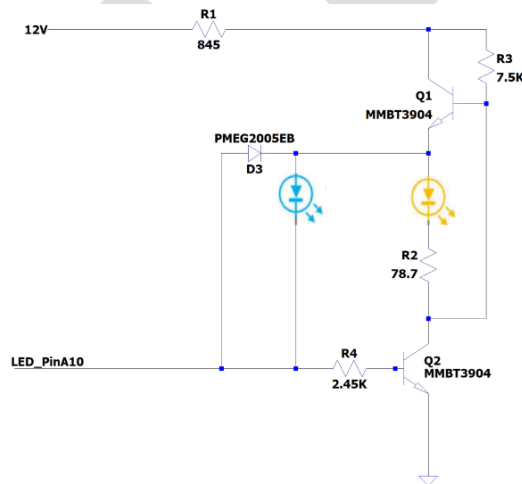 R1
12V
845
R3
7.5K
Q1
MMBT3904
PMEG2005EB
D3
R2
78.7
LED_PinA10
R4
2.45K
Q2
MMBT3904